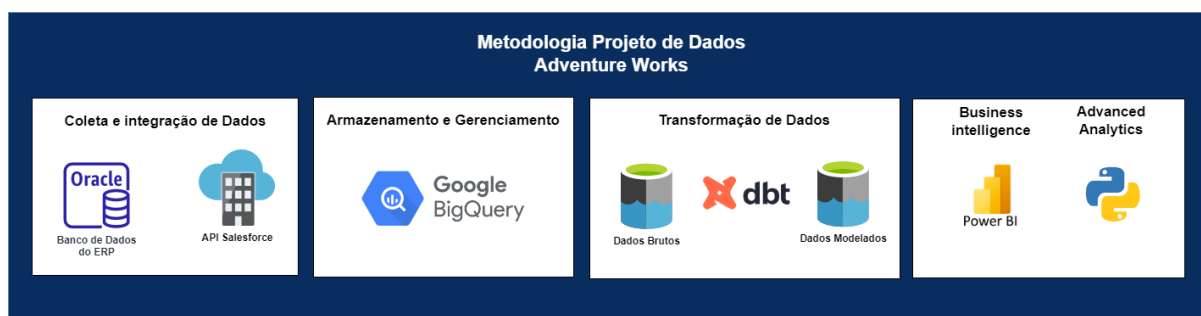 Metodologia Projeto de Dados
Adventure Works
Coleta e integração de Dados
Oracle
Banco de Dados
do ERP
API Salesforce
Armazenamento e Gerenciamento
Google
BigQuery
Transformação de Dados
Dados Brutos
dbt
Dados Modelados
Business
intelligence
Power BI
Advanced
Analytics